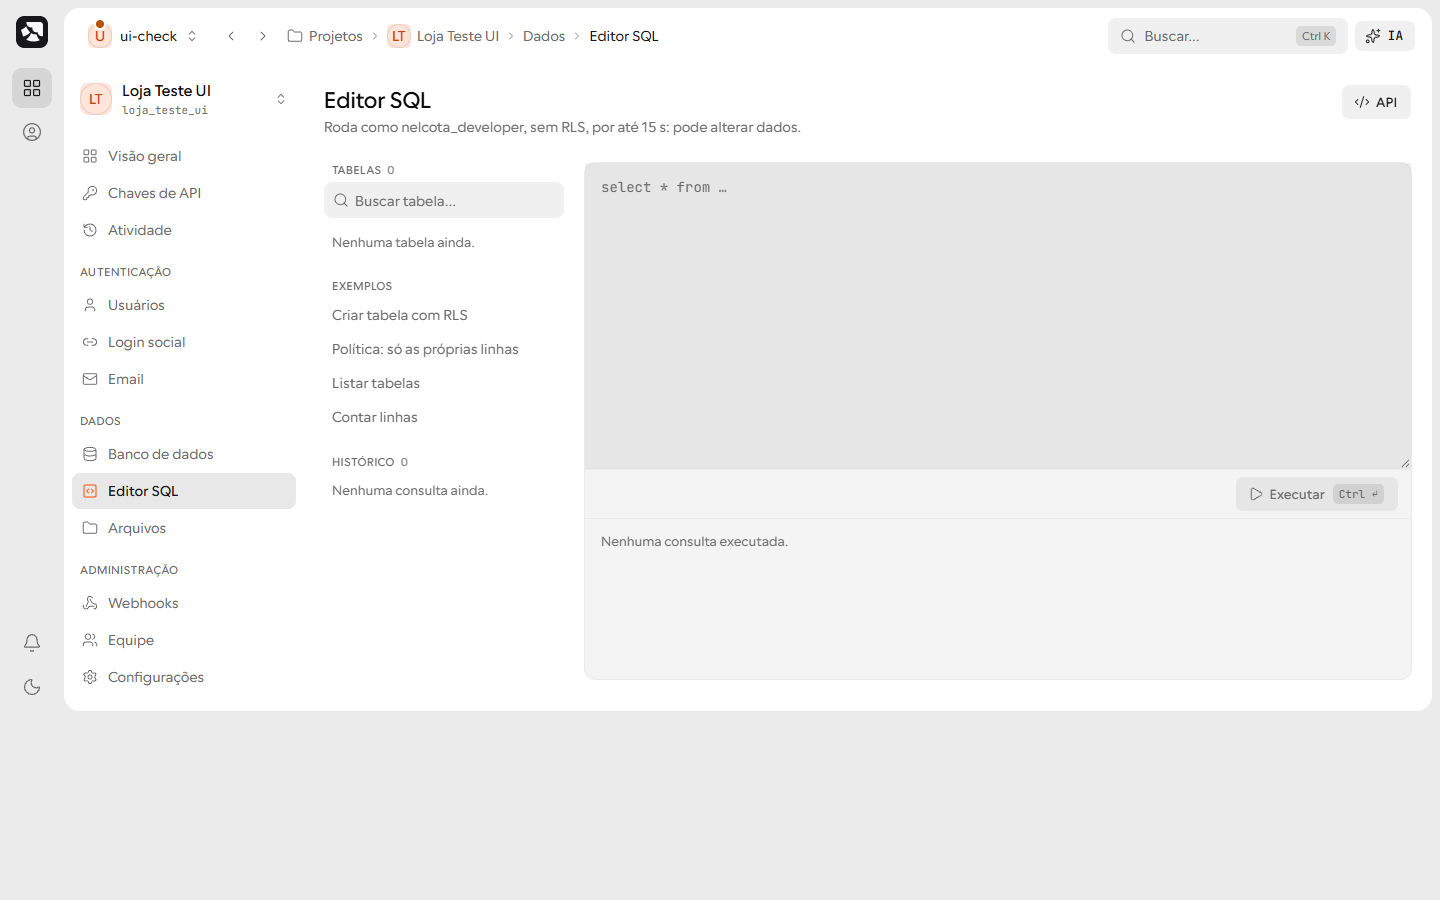 U ui-check
Projetos
LT Loja Teste UI
Dados
Editor SQL
Buscar...
Ctrl K
IA
LT
Loja Teste UI
loja_teste_ui
Visão geral
Chaves de API
Atividade
AUTENTICAÇÃO
Usuários
Login social
Email
DADOS
Banco de dados
Editor SQL
Arquivos
ADMINISTRAÇÃO
Webhooks
Equipe
Configurações
Editor SQL
Roda como nelcota_developer, sem RLS, por até 15 s: pode alterar dados.
API
TABELAS 0
Buscar tabela...
Nenhuma tabela ainda.
EXEMPLOS
Criar tabela com RLS
Política: só as próprias linhas
Listar tabelas
Contar linhas
HISTÓRICO 0
Nenhuma consulta ainda.
select * from …
Executar Ctrl ⏎
Nenhuma consulta executada.